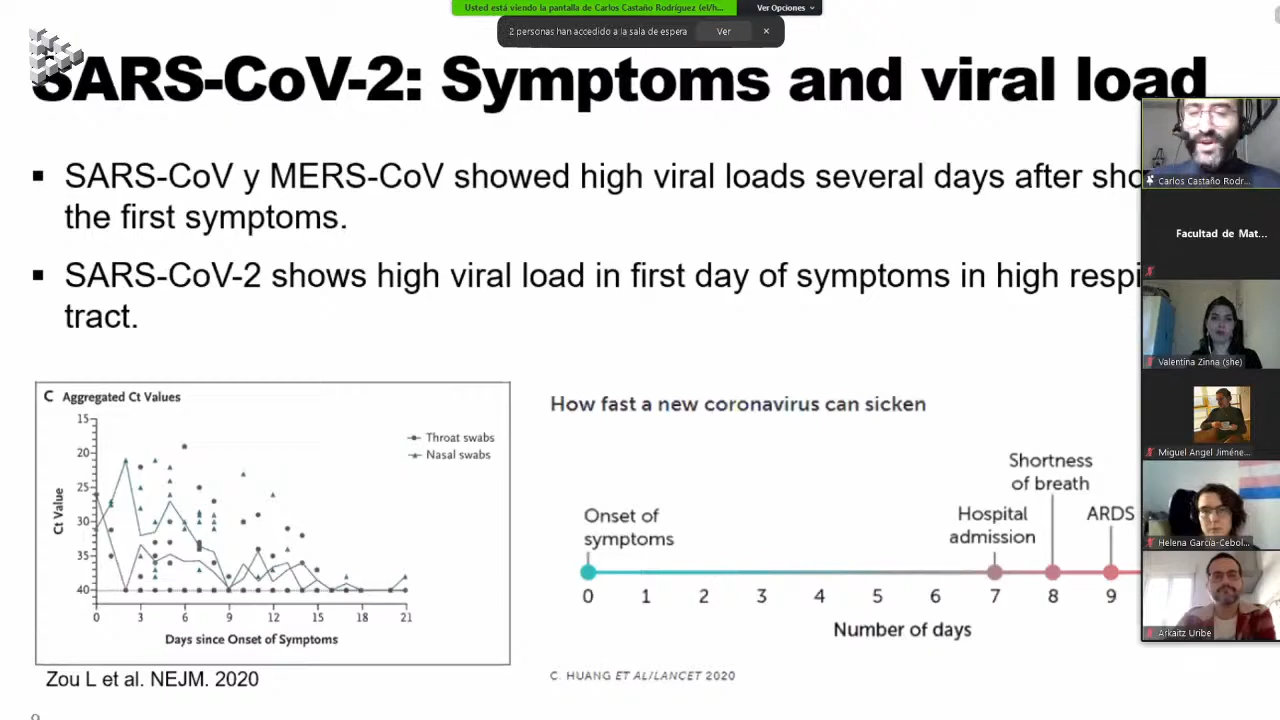 Usted está viendo la pantalla de Carlos Castaño Rodríguez (el/h...
Ver Opciones
2 personas han accedido a la sala de espera
Ver
SARS-CoV-2: Symptoms and viral load
SARS-CoV y MERS-CoV showed high viral loads several days after sho
the first symptoms.
SARS-CoV-2 shows high viral load in first day of symptoms in high respi
tract.
C Aggregated Ct Values
15
20
25
30
35
40
Ct Value
Throat swabs
Nasal swabs
0 3 6 9 12 15 18 21
Days since Onset of Symptoms
Zou L et al. NEJM. 2020
How fast a new coronavirus can sicken
Onset of
symptoms
Hospital
admission
Shortness
of breath
ARDS
0 1 2 3 4 5 6 7 8 9
Number of days
C. HUANG ET AL/LANCET 2020
Carlos Castaño Rodr...
Facultad de Mat...
Valentina Zinna (she)
Miguel Angel Jiméne...
Helena García-Cebol...
Arkaitz Uribe